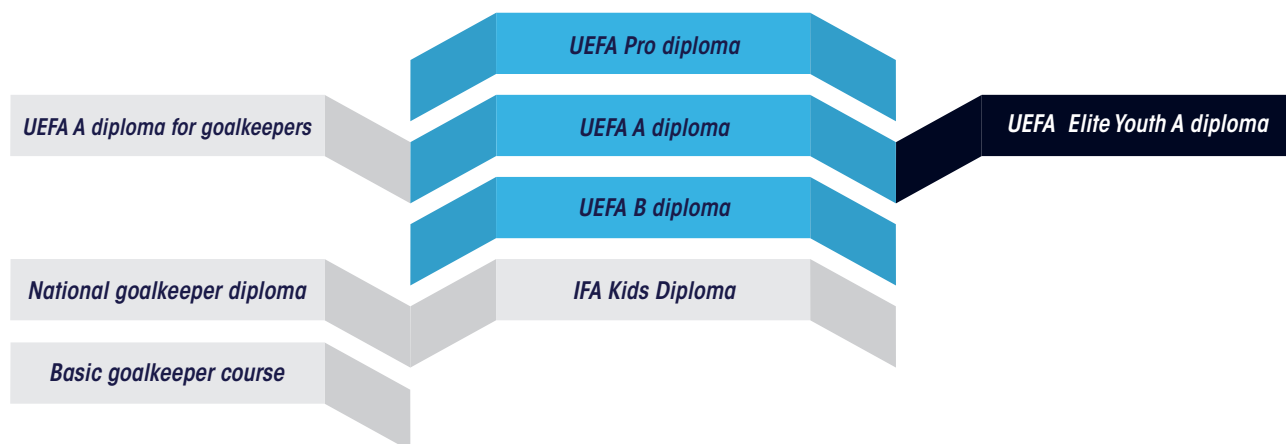 UEFA Pro diploma
UEFA A diploma for goalkeepers
UEFA A diploma
UEFA Elite Youth A diploma
UEFA B diploma
National goalkeeper diploma
IFA Kids Diploma
Basic goalkeeper course